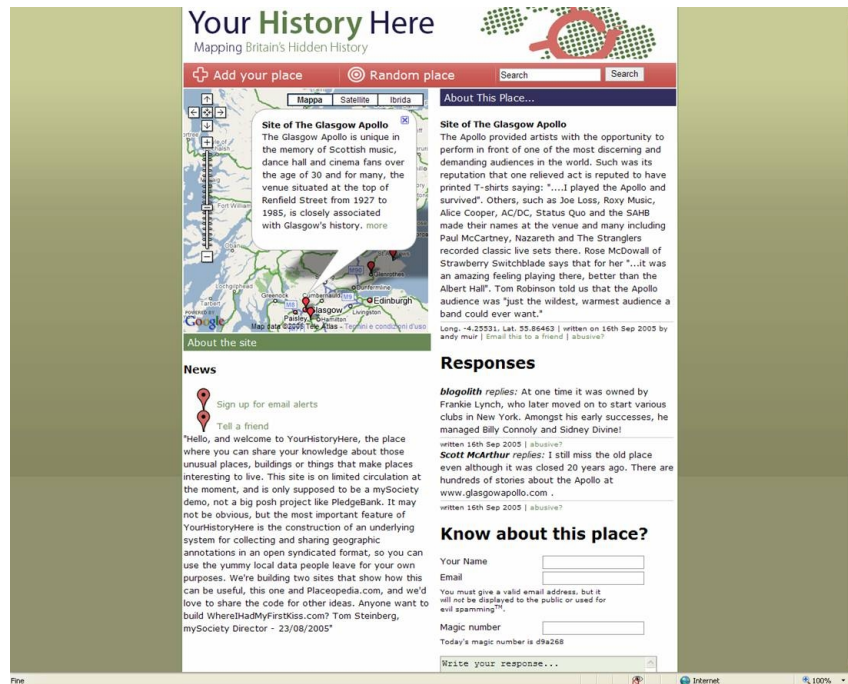 Your History Here
Mapping Britain's Hidden History
Add your place
Random place
Search
Search
Mappa
Satellite
Ibrida
Site of The Glasgow Apollo
The Glasgow Apollo is unique in
the memory of Scottish music,
dance hall and cinema fans over
the age of 30 and for many, the
venue situated at the top of
Renfield Street from 1927 to
1985, is closely associated
with Glasgow's history. more
Fort William
Oban
Lochgilphead
Tarbert
Greenock
Cumbernauld
Dunfermline
Glenrothes
Edinburgh
Glasgow
Livingston
Paisley
Hamilton
POWERED BY
Google
Map data ©2005 Tele Atlas - Termini e condizioni d'uso
About the site
News
Sign up for email alerts
Tell a friend
"Hello, and welcome to YourHistoryHere, the place
where you can share your knowledge about those
unusual places, buildings or things that make places
interesting to live. This site is on limited circulation at
the moment, and is only supposed to be a mySociety
demo, not a big posh project like PledgeBank. It may
not be obvious, but the most important feature of
YourHistoryHere is the construction of an underlying
system for collecting and sharing geographic
annotations in an open syndicated format, so you can
use the yummy local data people leave for your own
purposes. We're building two sites that show how this
can be useful, this one and Placeopedia.com, and we'd
love to share the code for other ideas. Anyone want to
build WhereIHadMyFirstKiss.com? Tom Steinberg,
mySociety Director - 23/08/2005"
About This Place...
Site of The Glasgow Apollo
The Apollo provided artists with the opportunity to
perform in front of one of the most discerning and
demanding audiences in the world. Such was its
reputation that one relieved act is reputed to have
printed T-shirts saying: "....I played the Apollo and
survived". Others, such as Joe Loss, Roxy Music,
Alice Cooper, AC/DC, Status Quo and the SAHB
made their names at the venue and many including
Paul McCartney, Nazareth and The Stranglers
recorded classic live sets there. Rose McDowall of
Strawberry Switchblade says that for her "...it was
an amazing feeling playing there, better than the
Albert Hall". Tom Robinson told us that the Apollo
audience was "just the wildest, warmest audience a
band could ever want."
Long. -4.25531, Lat. 55.86463 | written on 16th Sep 2005 by
andy muir | Email this to a friend | abusive?
Responses
blogolith replies: At one time it was owned by
Frankie Lynch, who later moved on to start various
clubs in New York. Amongst his early successes, he
managed Billy Connoly and Sidney Divine!
written 16th Sep 2005 | abusive?
Scott McArthur replies: I still miss the old place
even although it was closed 20 years ago. There are
hundreds of stories about the Apollo at
www.glasgowapollo.com .
written 16th Sep 2005 | abusive?
Know about this place?
Your Name
Email
You must give a valid email address, but it
will not be displayed to the public or used for
evil spamming™.
Magic number
Today's magic number is d9a268
Write your response...
Fine
Internet
100%